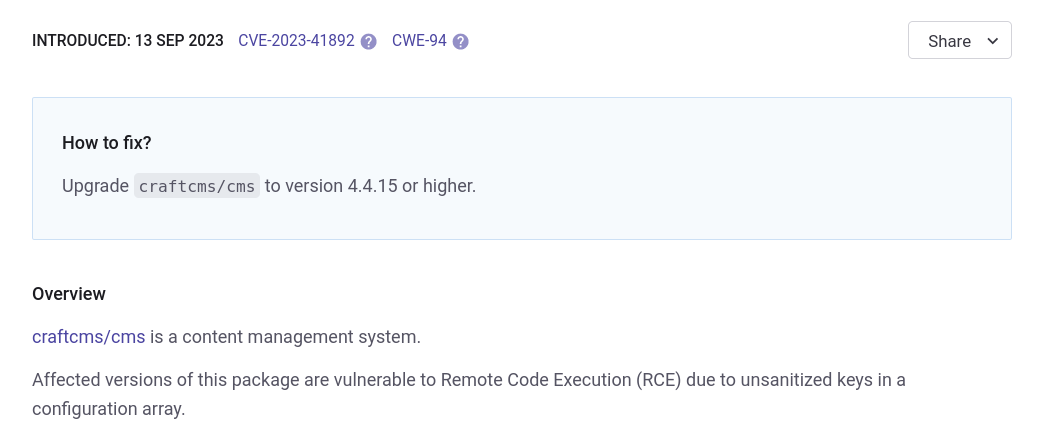 INTRODUCED: 13 SEP 2023 CVE-2023-41892 ? CWE-94 ? Share
How to fix?
Upgrade craftcms/cms to version 4.4.15 or higher.
Overview
craftcms/cms is a content management system.
Affected versions of this package are vulnerable to Remote Code Execution (RCE) due to unsanitized keys in a
configuration array.